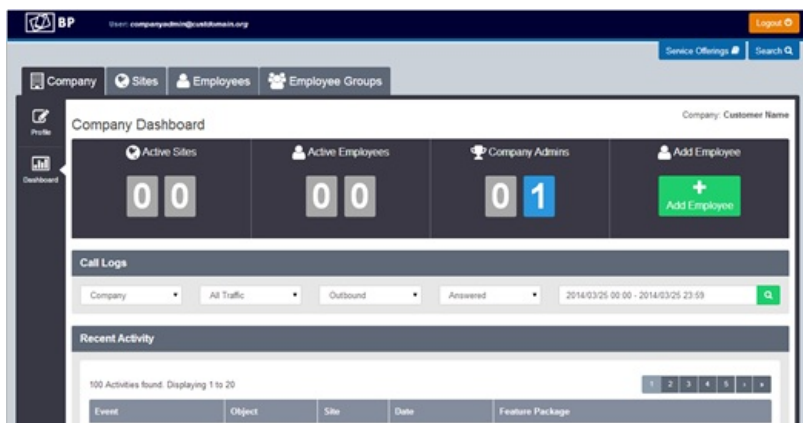 BP User: companyadmin@custdomain.org Logout
Service Offerings Search
Company Sites Employees Employee Groups
Profile
Dashboard
Company Dashboard Company: Customer Name
Active Sites Active Employees Company Admins Add Employee
0 0 0 0 0 1 +
Add Employee
Call Logs
Company All Traffic Outbound Answered 2014/03/25 00:00 - 2014/03/25 23:59
Recent Activity
100 Activities found. Displaying 1 to 20 1 2 3 4 5 › »
Event Object Site Date Feature Package